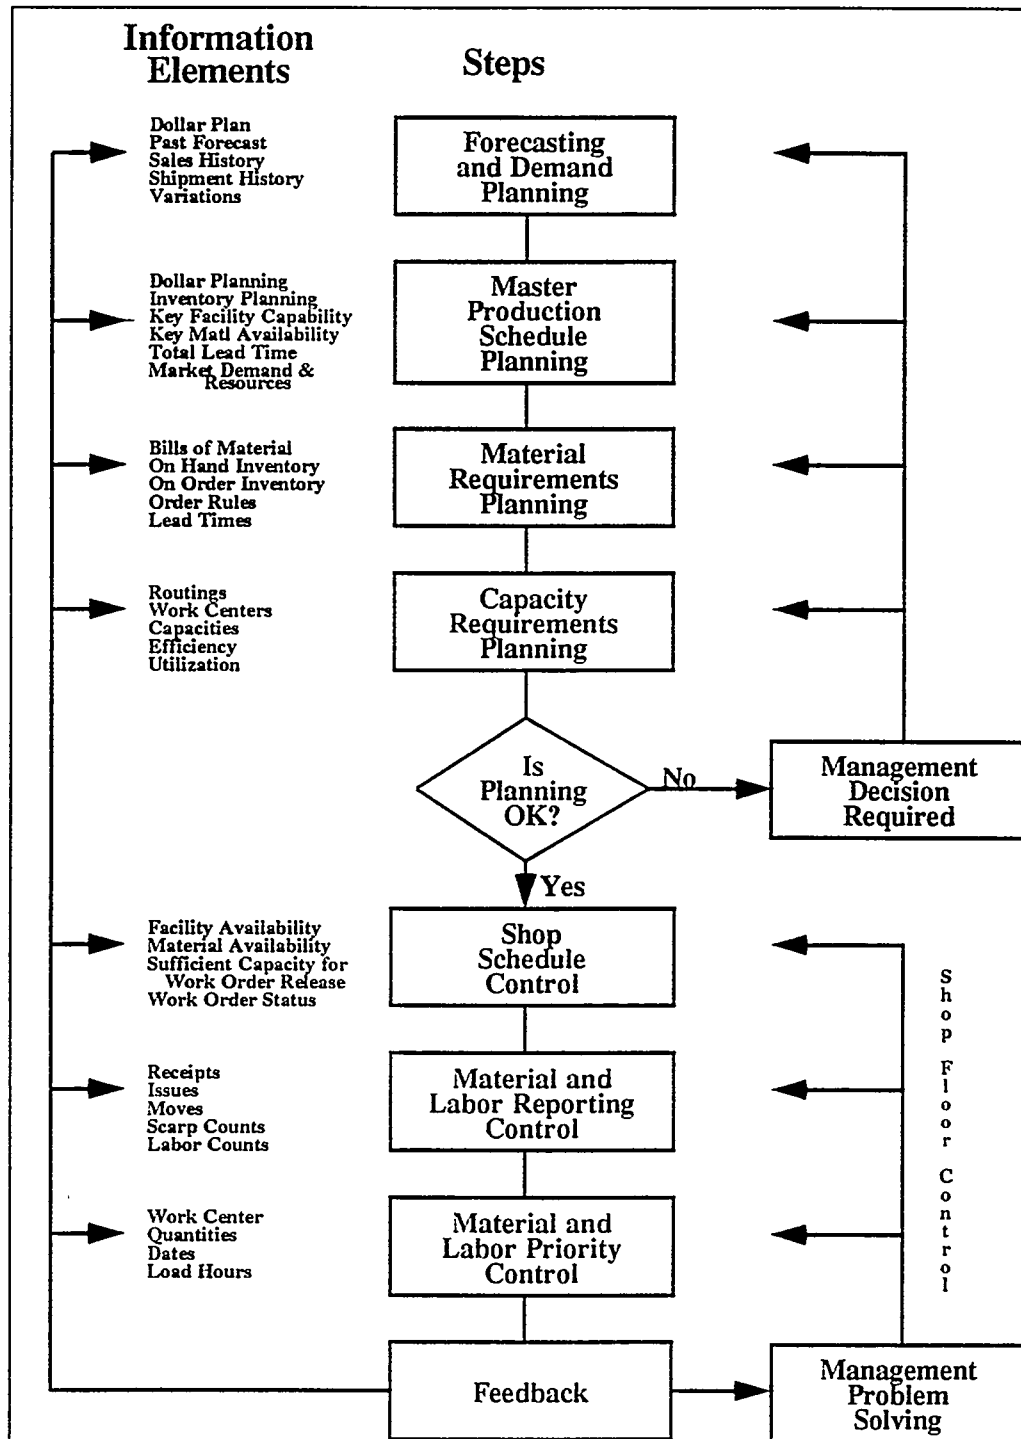 Information
Elements
Steps
Dollar Plan
Past Forecast
Sales History
Shipment History
Variations
Forecasting
and Demand
Planning
Dollar Planning
Inventory Planning
Key Facility Capability
Key Matl Availability
Total Lead Time
Market Demand &
Resources
Master
Production
Schedule
Planning
Bills of Material
On Hand Inventory
On Order Inventory
Order Rules
Lead Times
Material
Requirements
Planning
Routings
Work Centers
Capacities
Efficiency
Utilization
Capacity
Requirements
Planning
Is
Planning
OK?
No
Management
Decision
Required
Yes
Facility Availability
Material Availability
Sufficient Capacity for
Work Order Release
Work Order Status
Shop
Schedule
Control
Shop Floor Control
Receipts
Issues
Moves
Scarp Counts
Labor Counts
Material and
Labor Reporting
Control
Work Center
Quantities
Dates
Load Hours
Material and
Labor Priority
Control
Feedback
Management
Problem
Solving